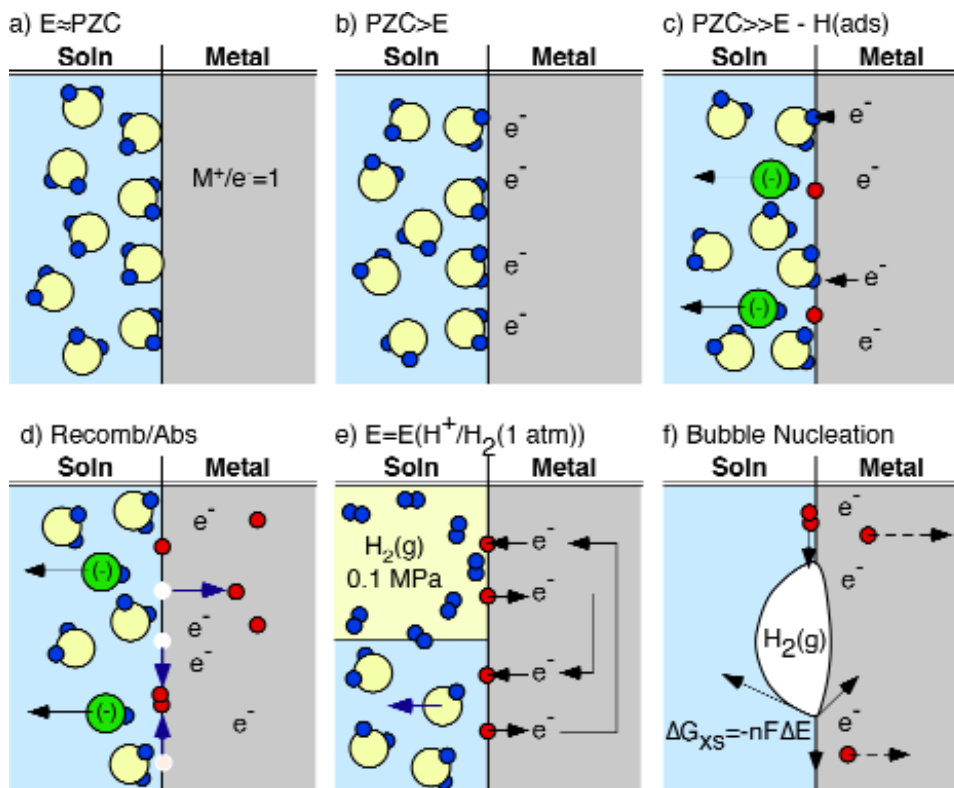 a) E≈PZC
Soln Metal
M⁺/e⁻=1
b) PZC>E
Soln Metal
e⁻
e⁻
e⁻
e⁻
c) PZC>>E - H(ads)
Soln Metal
e⁻
(-)
e⁻
e⁻
(-)
e⁻
d) Recomb/Abs
Soln Metal
e⁻
(-)
e⁻
e⁻
(-)
e⁻
e) E=E(H⁺/H₂(1 atm))
Soln Metal
H₂(g)
0.1 MPa
e⁻
e⁻
e⁻
e⁻
f) Bubble Nucleation
Soln Metal
e⁻
e⁻
H₂(g)
e⁻
ΔG_XS=-nFΔE